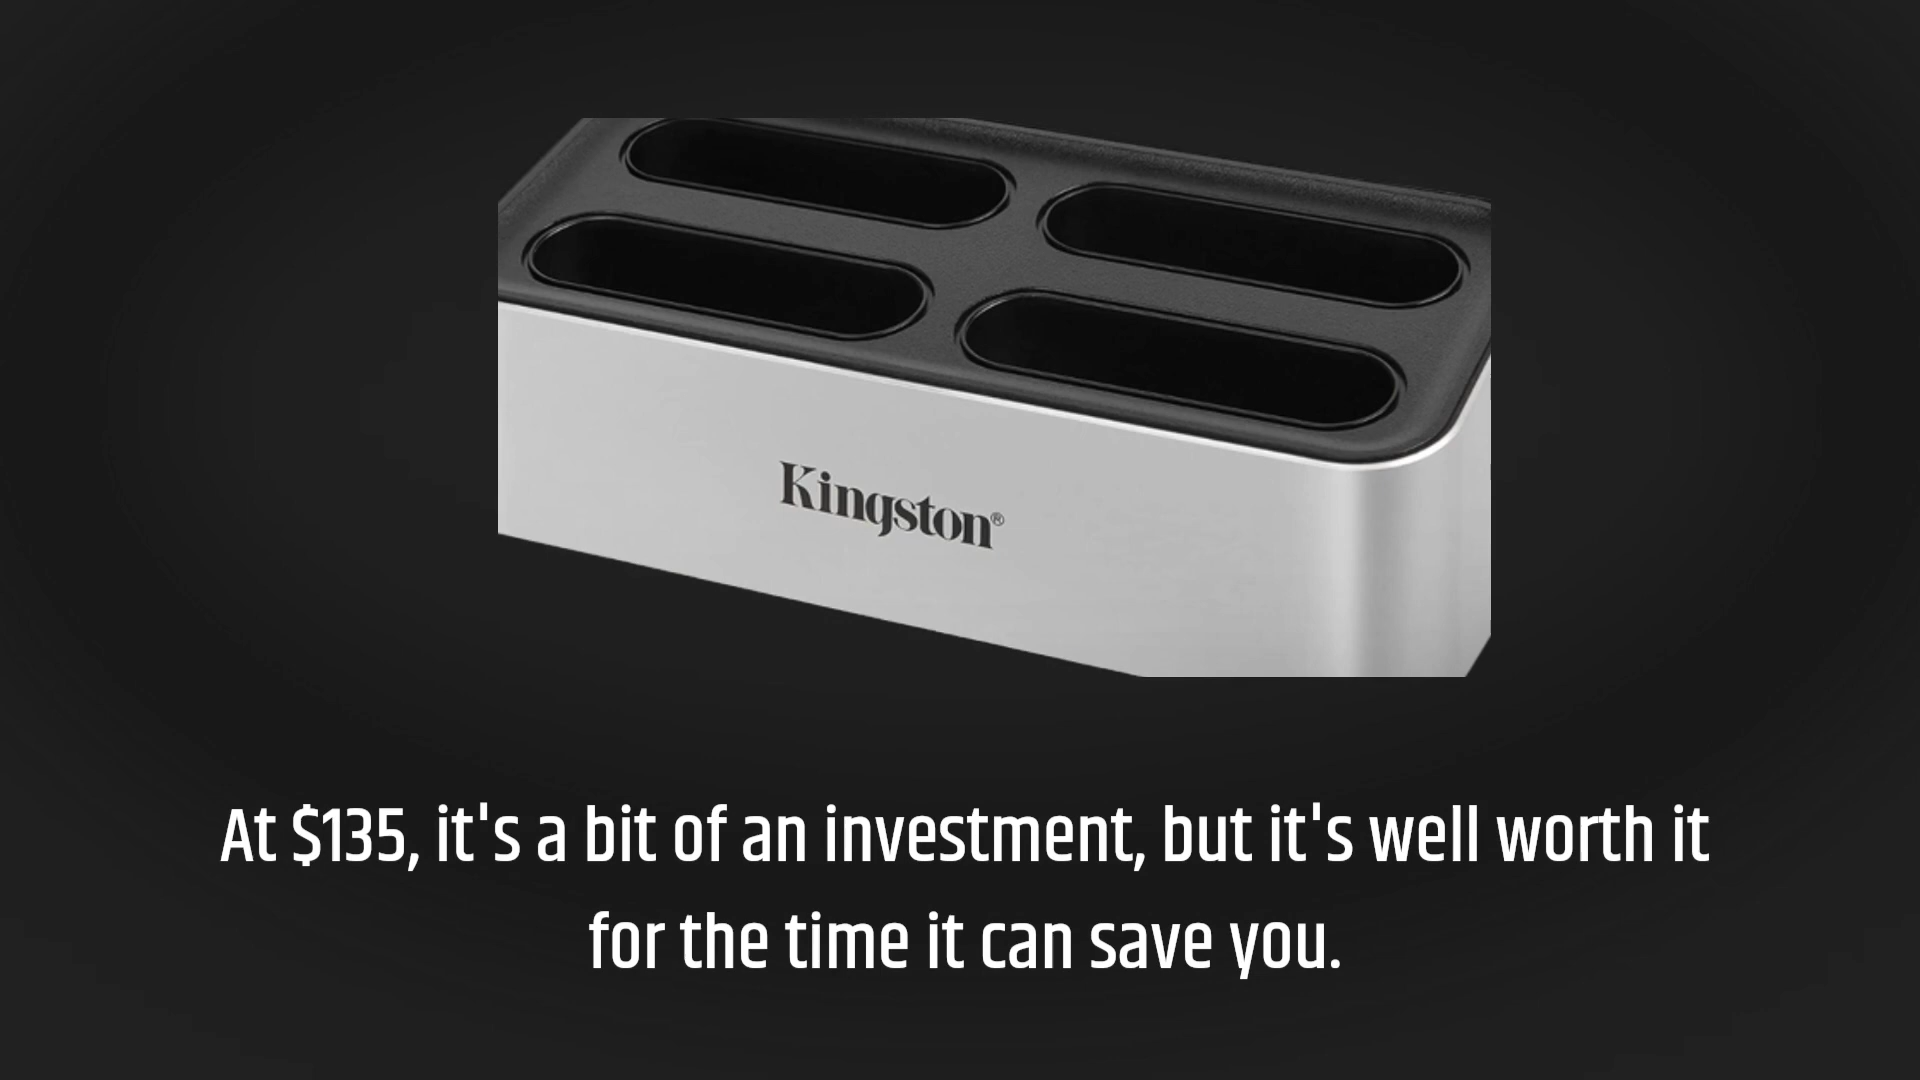 Kingston®
At $135, it's a bit of an investment, but it's well worth it
for the time it can save you.